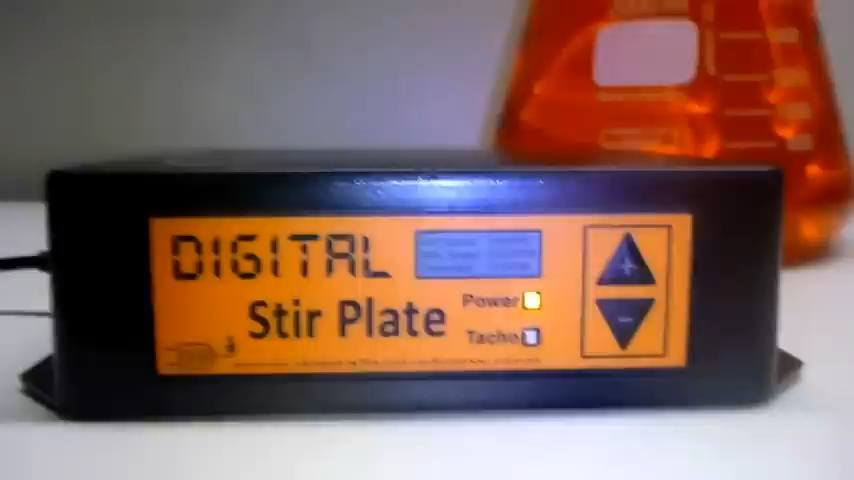 DIGITAL
Stir Plate
Power
Tacho
+
-